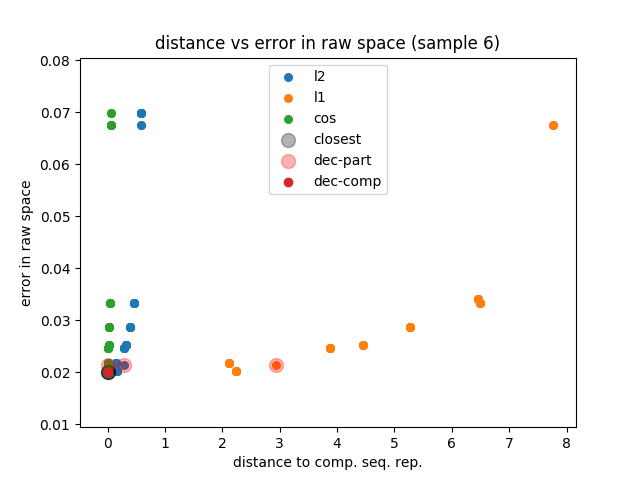 distance vs error in raw space (sample 6)
0.08
0.07
0.06
0.05
0.04
0.03
0.02
0.01
error in raw space
l2
l1
cos
closest
dec-part
dec-comp
0 1 2 3 4 5 6 7 8
distance to comp. seq. rep.